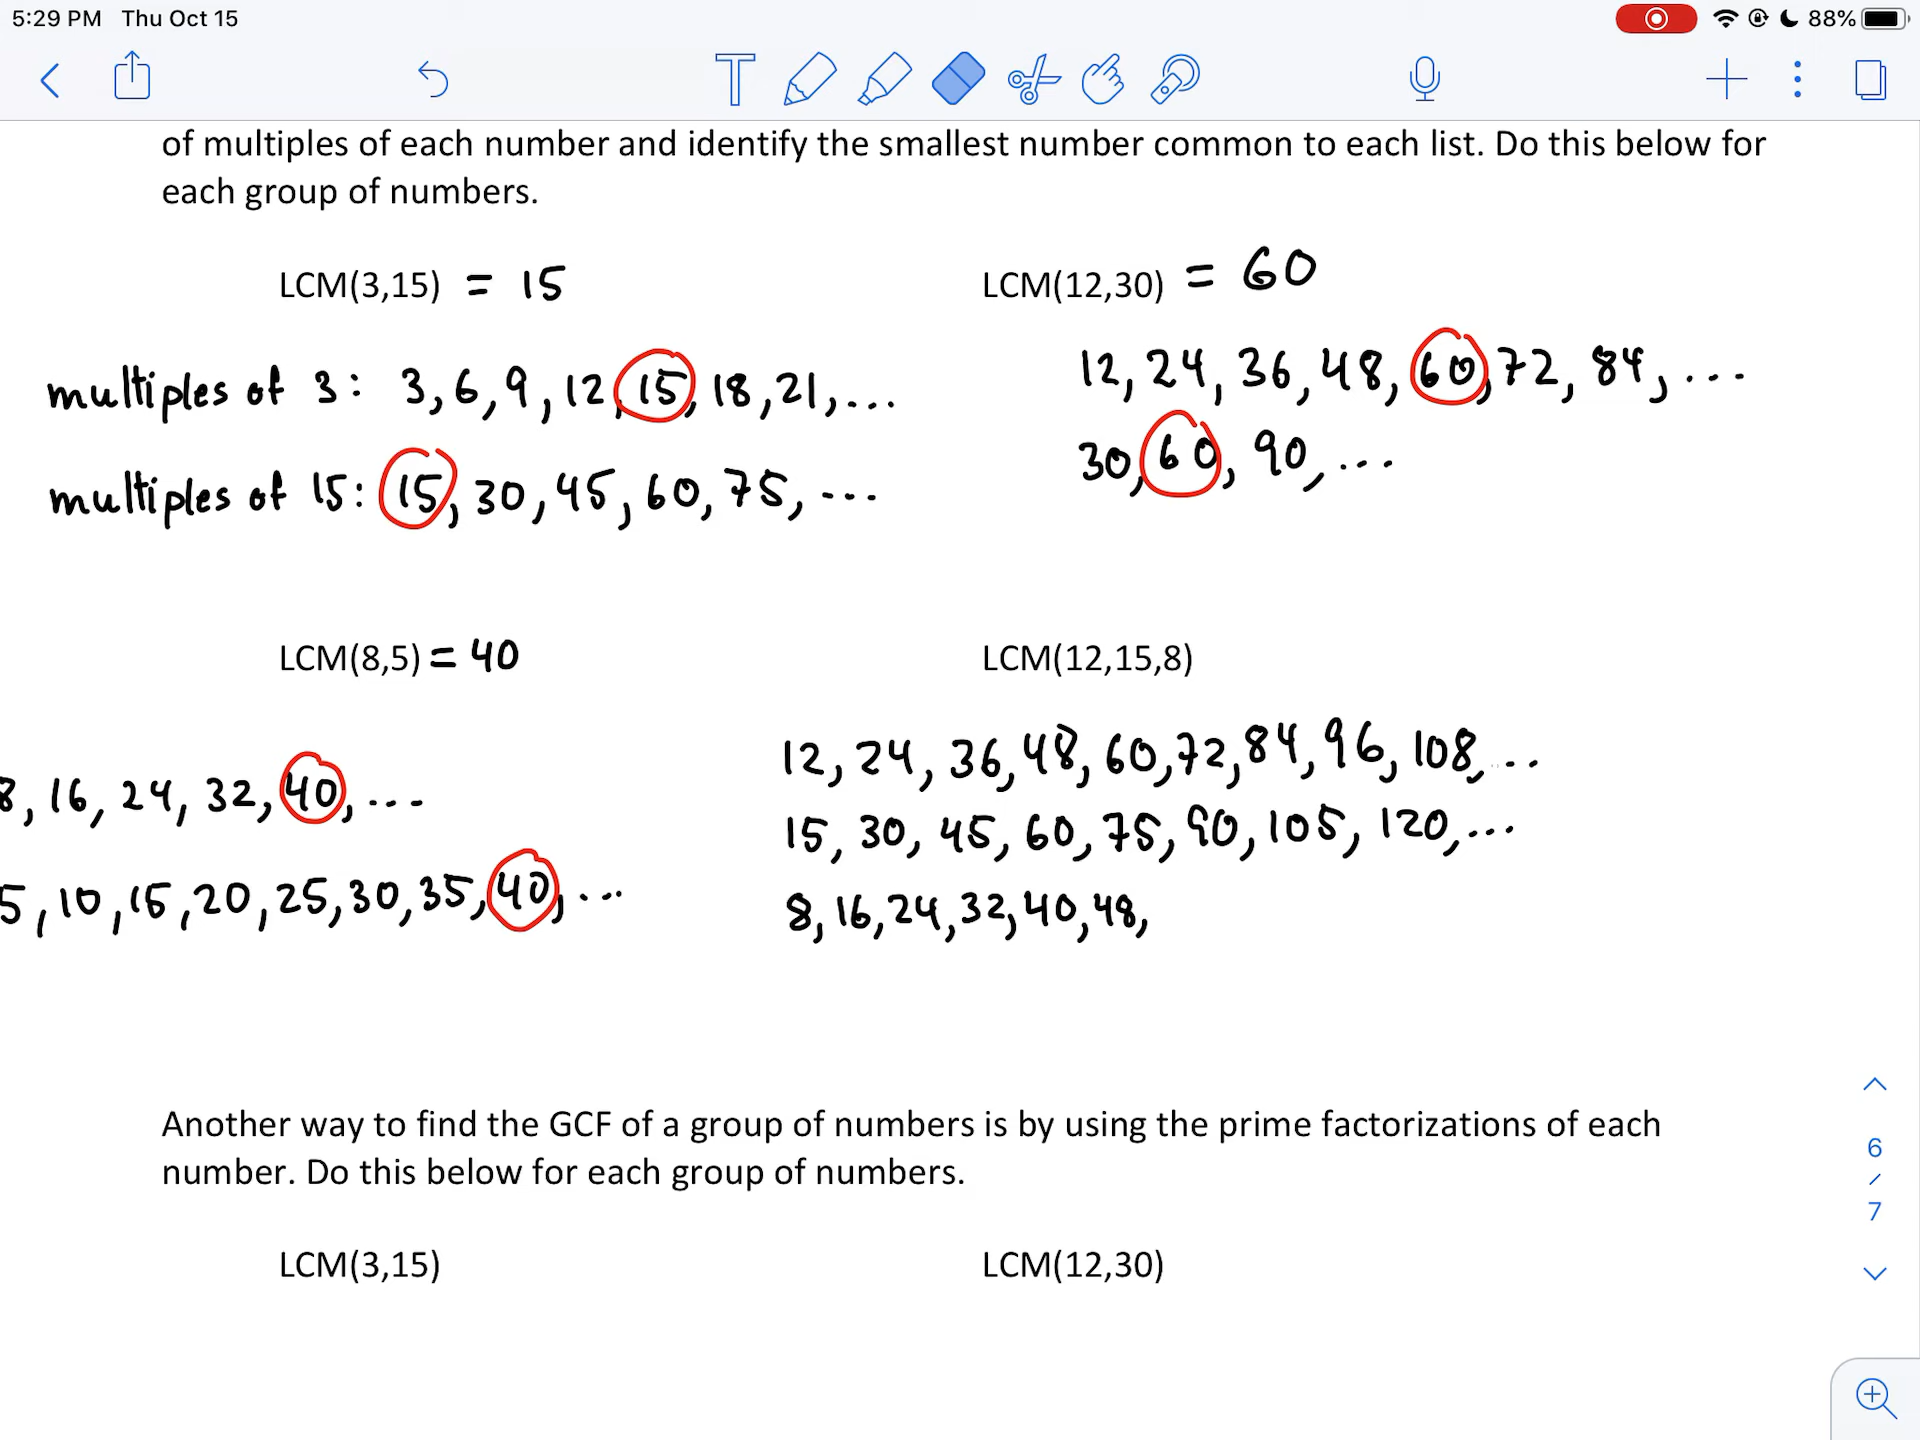 5:29 PM Thu Oct 15 88%
T
of multiples of each number and identify the smallest number common to each list. Do this below for
each group of numbers.
LCM(3,15) = 15
multiples of 3: 3, 6, 9, 12, 15, 18, 21, ...
multiples of 15: 15, 30, 45, 60, 75, ...
LCM(12,30) = 60
12, 24, 36, 48, 60, 72, 84, ...
30, 60, 90, ...
LCM(8,5) = 40
8, 16, 24, 32, 40, ...
5, 10, 15, 20, 25, 30, 35, 40, ...
LCM(12,15,8)
12, 24, 36, 48, 60, 72, 84, 96, 108, ...
15, 30, 45, 60, 75, 90, 105, 120, ...
8, 16, 24, 32, 40, 48,
Another way to find the GCF of a group of numbers is by using the prime factorizations of each
number. Do this below for each group of numbers.
LCM(3,15)
LCM(12,30)
6
/
7